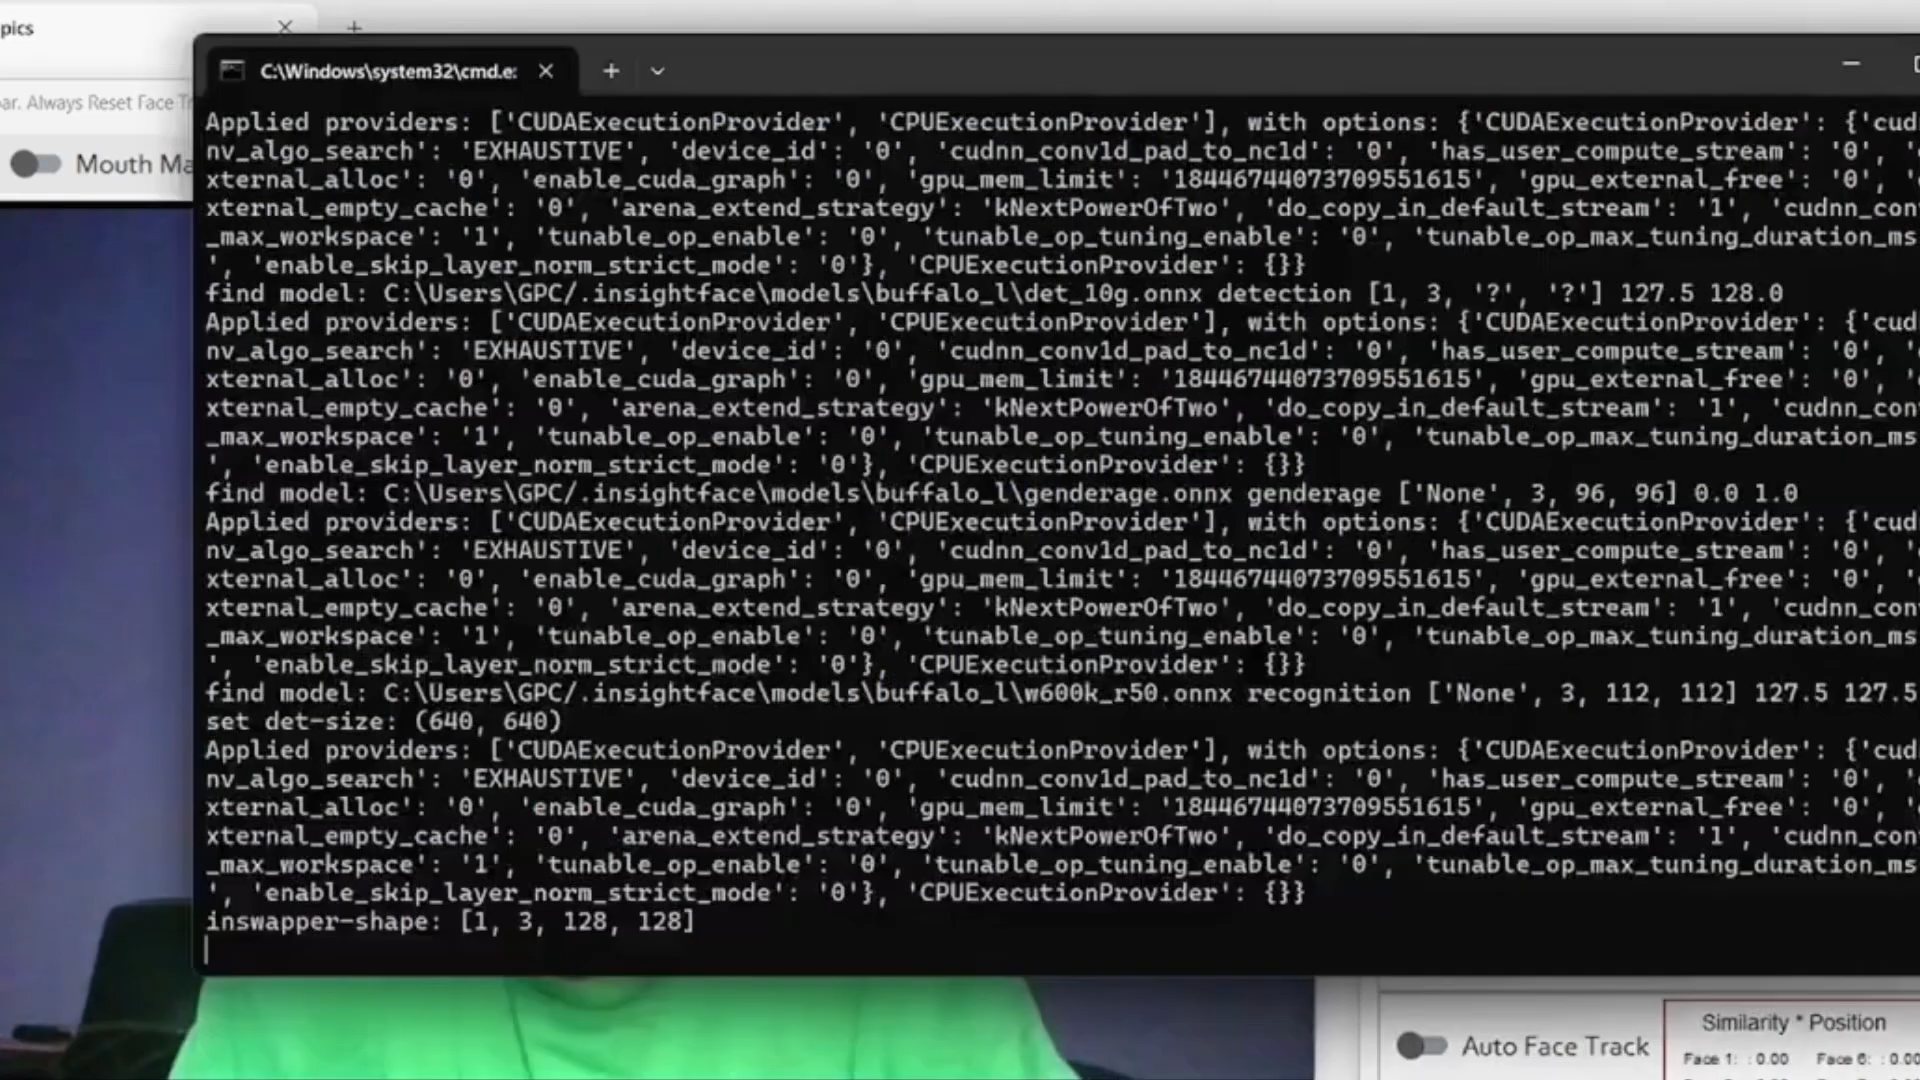 pics
C:\Windows\system32\cmd.e:
ar. Always Reset Face Tr
Mouth Ma
Applied providers: ['CUDAExecutionProvider', 'CPUExecutionProvider'], with options: {'CUDAExecutionProvider': {'cud
nv_algo_search': 'EXHAUSTIVE', 'device_id': '0', 'cudnn_conv1d_pad_to_nc1d': '0', 'has_user_compute_stream': '0', '
xternal_alloc': '0', 'enable_cuda_graph': '0', 'gpu_mem_limit': '18446744073709551615', 'gpu_external_free': '0', '
xternal_empty_cache': '0', 'arena_extend_strategy': 'kNextPowerOfTwo', 'do_copy_in_default_stream': '1', 'cudnn_con
_max_workspace': '1', 'tunable_op_enable': '0', 'tunable_op_tuning_enable': '0', 'tunable_op_max_tuning_duration_ms
', 'enable_skip_layer_norm_strict_mode': '0'}, 'CPUExecutionProvider': {}}
find model: C:\Users\GPC/.insightface\models\buffalo_l\det_10g.onnx detection [1, 3, '?', '?'] 127.5 128.0
Applied providers: ['CUDAExecutionProvider', 'CPUExecutionProvider'], with options: {'CUDAExecutionProvider': {'cud
nv_algo_search': 'EXHAUSTIVE', 'device_id': '0', 'cudnn_conv1d_pad_to_nc1d': '0', 'has_user_compute_stream': '0', '
xternal_alloc': '0', 'enable_cuda_graph': '0', 'gpu_mem_limit': '18446744073709551615', 'gpu_external_free': '0', '
xternal_empty_cache': '0', 'arena_extend_strategy': 'kNextPowerOfTwo', 'do_copy_in_default_stream': '1', 'cudnn_con
_max_workspace': '1', 'tunable_op_enable': '0', 'tunable_op_tuning_enable': '0', 'tunable_op_max_tuning_duration_ms
', 'enable_skip_layer_norm_strict_mode': '0'}, 'CPUExecutionProvider': {}}
find model: C:\Users\GPC/.insightface\models\buffalo_l\genderage.onnx genderage ['None', 3, 96, 96] 0.0 1.0
Applied providers: ['CUDAExecutionProvider', 'CPUExecutionProvider'], with options: {'CUDAExecutionProvider': {'cud
nv_algo_search': 'EXHAUSTIVE', 'device_id': '0', 'cudnn_conv1d_pad_to_nc1d': '0', 'has_user_compute_stream': '0', '
xternal_alloc': '0', 'enable_cuda_graph': '0', 'gpu_mem_limit': '18446744073709551615', 'gpu_external_free': '0', '
xternal_empty_cache': '0', 'arena_extend_strategy': 'kNextPowerOfTwo', 'do_copy_in_default_stream': '1', 'cudnn_con
_max_workspace': '1', 'tunable_op_enable': '0', 'tunable_op_tuning_enable': '0', 'tunable_op_max_tuning_duration_ms
', 'enable_skip_layer_norm_strict_mode': '0'}, 'CPUExecutionProvider': {}}
find model: C:\Users\GPC/.insightface\models\buffalo_l\w600k_r50.onnx recognition ['None', 3, 112, 112] 127.5 127.5
set det-size: (640, 640)
Applied providers: ['CUDAExecutionProvider', 'CPUExecutionProvider'], with options: {'CUDAExecutionProvider': {'cud
nv_algo_search': 'EXHAUSTIVE', 'device_id': '0', 'cudnn_conv1d_pad_to_nc1d': '0', 'has_user_compute_stream': '0', '
xternal_alloc': '0', 'enable_cuda_graph': '0', 'gpu_mem_limit': '18446744073709551615', 'gpu_external_free': '0', '
xternal_empty_cache': '0', 'arena_extend_strategy': 'kNextPowerOfTwo', 'do_copy_in_default_stream': '1', 'cudnn_con
_max_workspace': '1', 'tunable_op_enable': '0', 'tunable_op_tuning_enable': '0', 'tunable_op_max_tuning_duration_ms
', 'enable_skip_layer_norm_strict_mode': '0'}, 'CPUExecutionProvider': {}}
inswapper-shape: [1, 3, 128, 128]
Auto Face Track
Similarity * Position
Face 1: : 0.00 Face 6: : 0.00